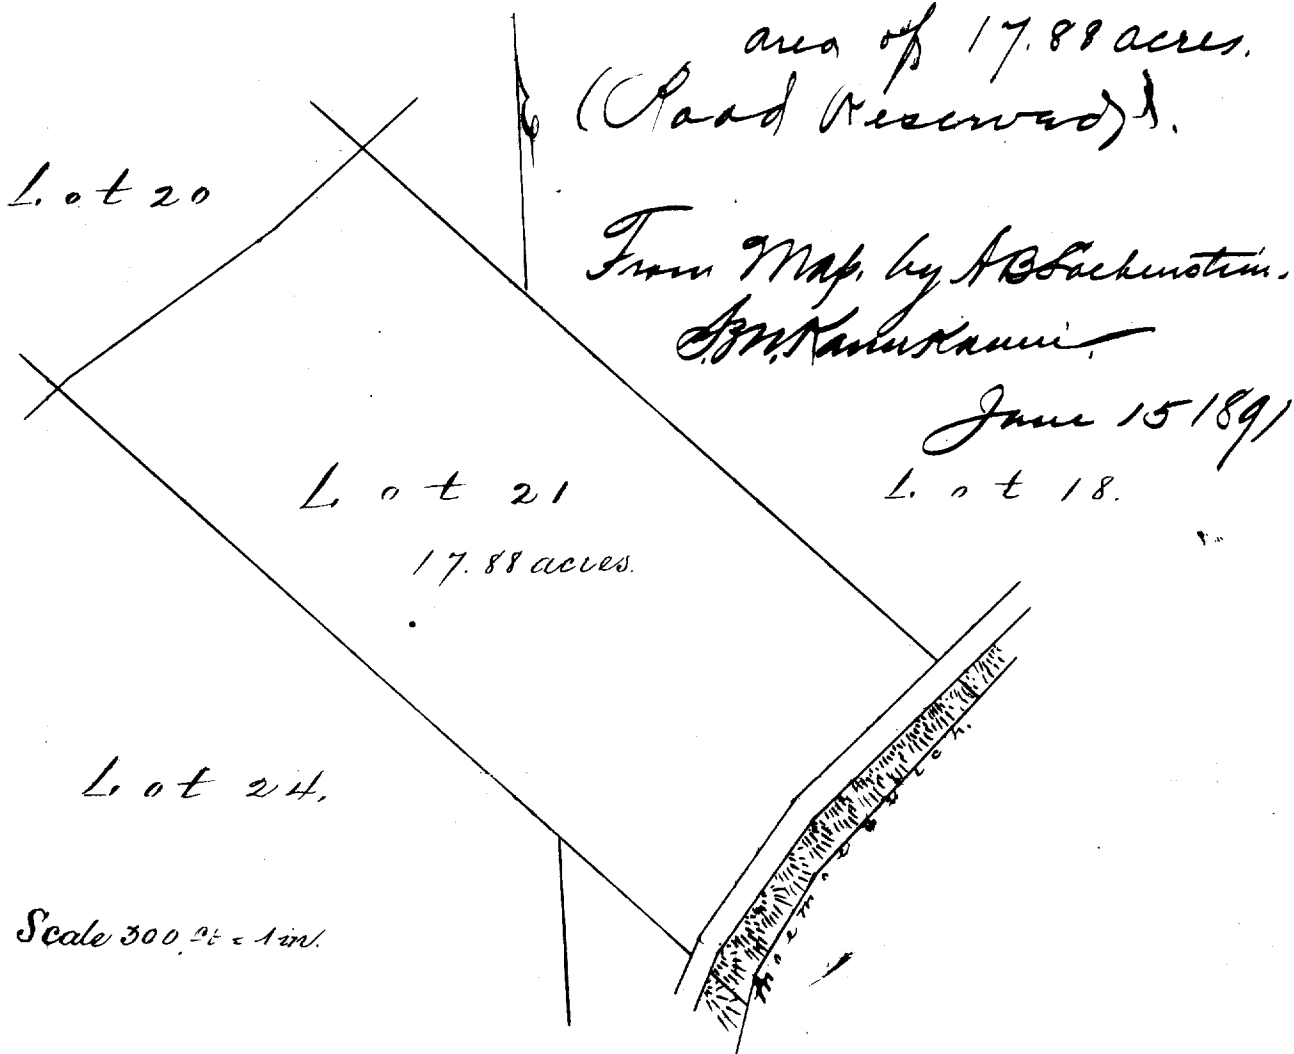 area of 17.88 acres.
(Road Reserved).
From Map. by A B Loebenstein.
June 15 1891
Lot 20
Lot 21
17.88 acres.
Lot 18.
Lot 24.
Scale 300 ft = 1 in.